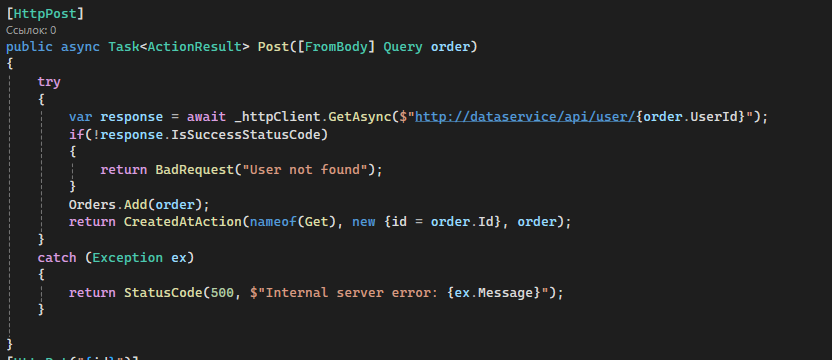 [HttpPost]
Ссылок: 0
public async Task<ActionResult> Post([FromBody] Query order)
{
try
{
var response = await _httpClient.GetAsync($"http://dataservice/api/user/{order.UserId}");
if(!response.IsSuccessStatusCode)
{
return BadRequest("User not found");
}
Orders.Add(order);
return CreatedAtAction(nameof(Get), new {id = order.Id}, order);
}
catch (Exception ex)
{
return StatusCode(500, $"Internal server error: {ex.Message}");
}
}